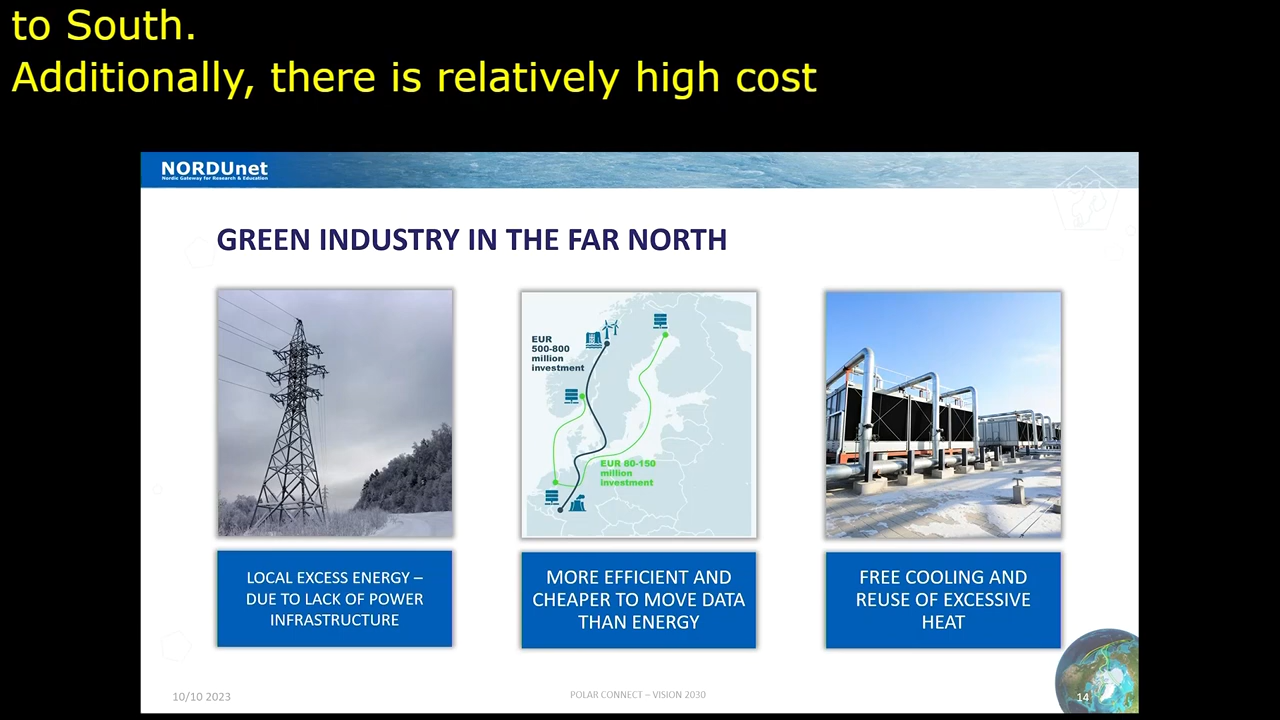 to South.
Additionally, there is relatively high cost
NORDUnet
Nordic Gateway for Research & Education
GREEN INDUSTRY IN THE FAR NORTH
EUR
500-800
million
investment
EUR 80-150
million
investment
LOCAL EXCESS ENERGY –
DUE TO LACK OF POWER
INFRASTRUCTURE
MORE EFFICIENT AND
CHEAPER TO MOVE DATA
THAN ENERGY
FREE COOLING AND
REUSE OF EXCESSIVE
HEAT
10/10 2023
POLAR CONNECT – VISION 2030
14